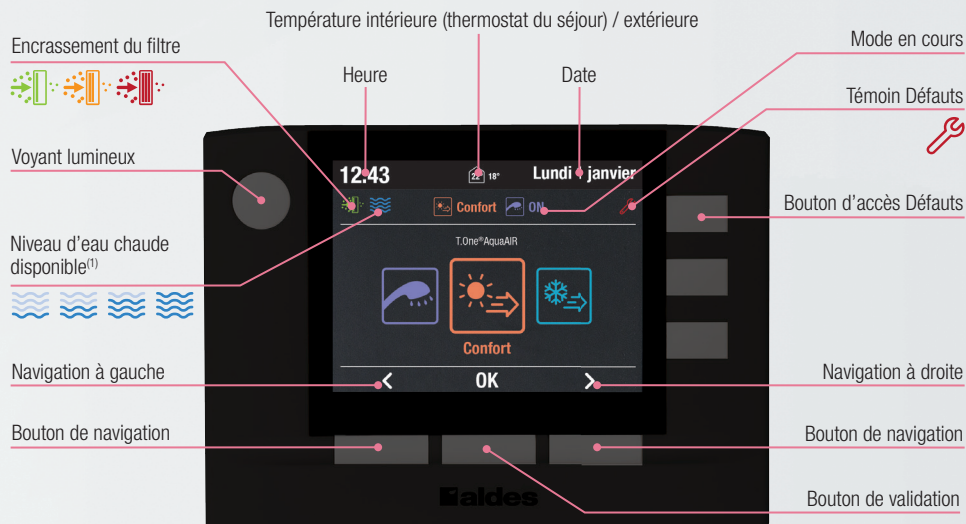 Température intérieure (thermostat du séjour) / extérieure
Encrassement du filtre
Heure
Date
Mode en cours
Témoin Défauts
Voyant lumineux
12:43
22° 18°
Lundi 1 janvier
Confort
ON
Bouton d'accès Défauts
Niveau d'eau chaude
disponible(1)
T.One®AquaAIR
Confort
Navigation à gauche
< OK >
Navigation à droite
Bouton de navigation
Bouton de navigation
aldes
Bouton de validation